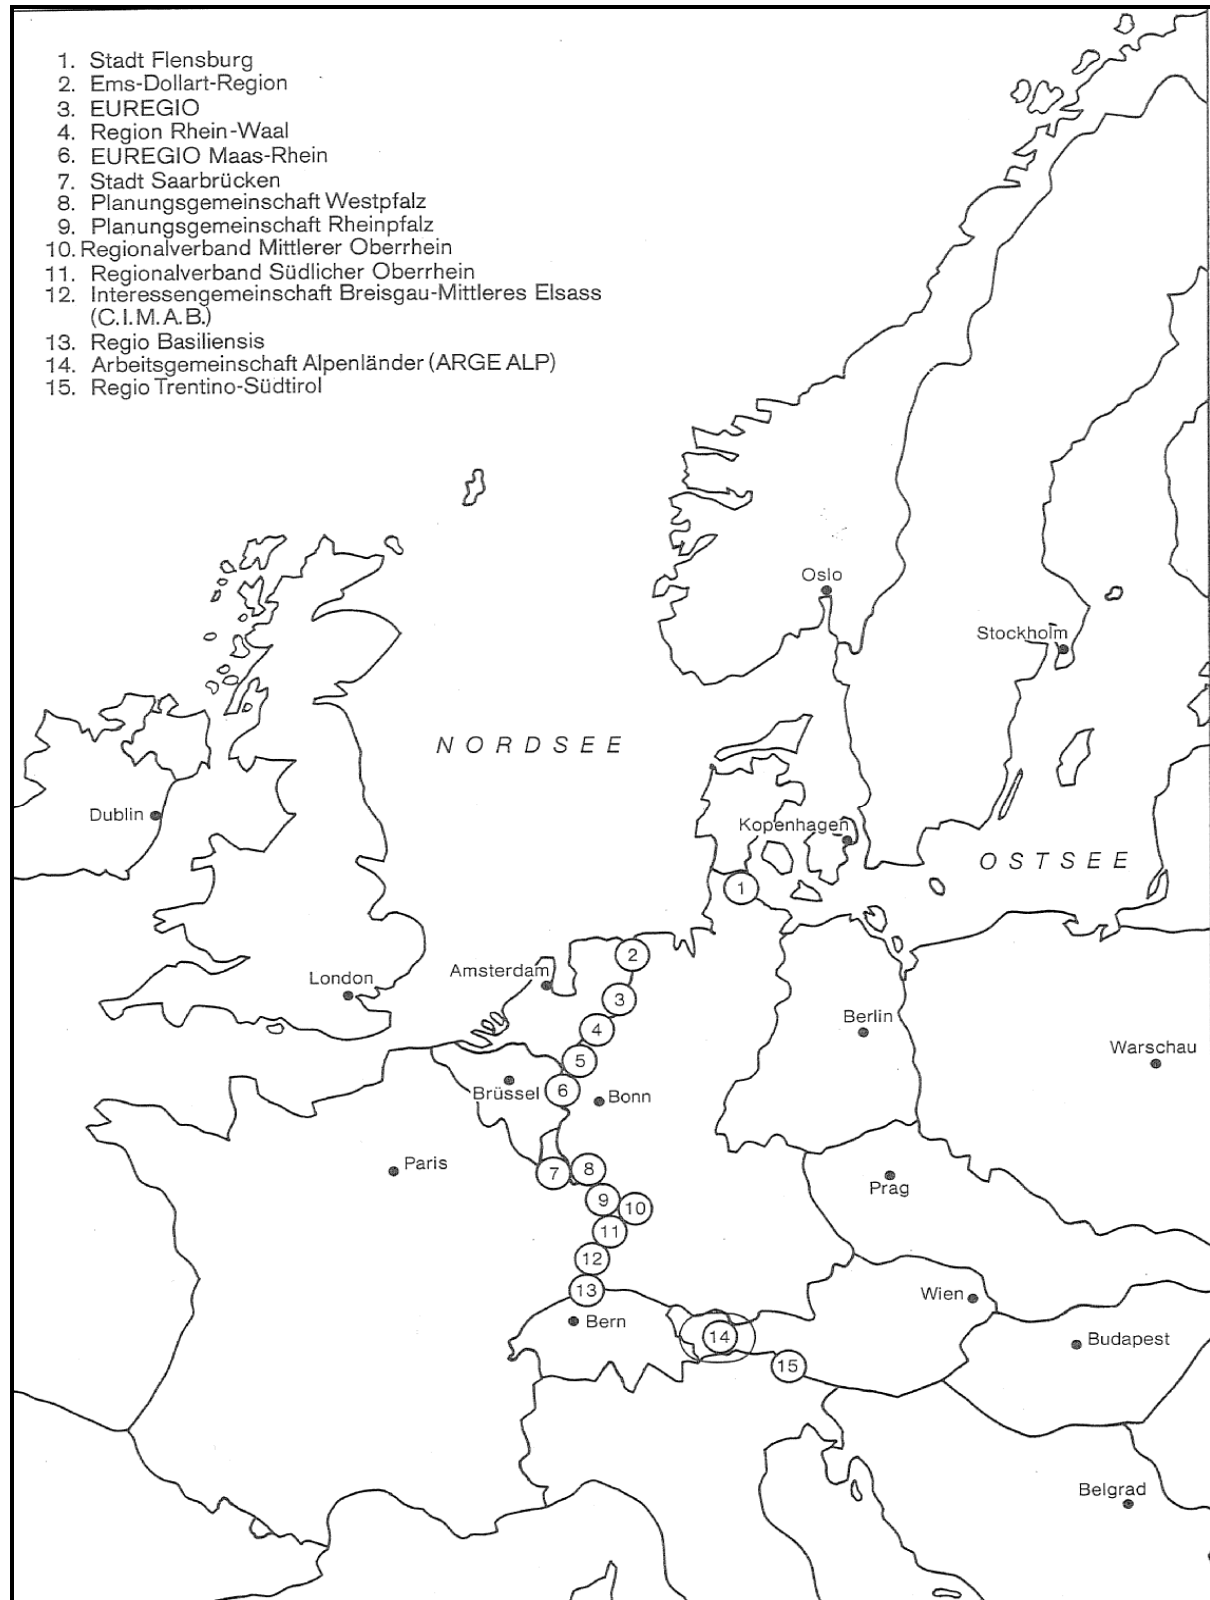 1. Stadt Flensburg
2. Ems-Dollart-Region
3. EUREGIO
4. Region Rhein-Waal
6. EUREGIO Maas-Rhein
7. Stadt Saarbrücken
8. Planungsgemeinschaft Westpfalz
9. Planungsgemeinschaft Rheinpfalz
10. Regionalverband Mittlerer Oberrhein
11. Regionalverband Südlicher Oberrhein
12. Interessengemeinschaft Breisgau-Mittleres Elsass
(C.I.M.A.B.)
13. Regio Basiliensis
14. Arbeitsgemeinschaft Alpenländer (ARGE ALP)
15. Regio Trentino-Südtirol
Oslo
Stockholm
NORDSEE
Dublin
Kopenhagen
OSTSEE
1
2
Amsterdam
London
3
Berlin
4
Warschau
5
Brüssel
6
Bonn
Paris
7
8
Prag
9
10
11
12
13
Wien
Bern
14
Budapest
15
Belgrad